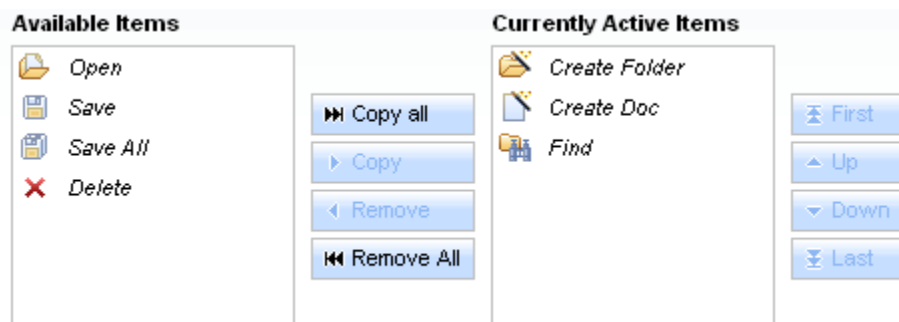 Available Items
Currently Active Items
Open
Save
Save All
Delete
Copy all
Copy
Remove
Remove All
Create Folder
Create Doc
Find
First
Up
Down
Last